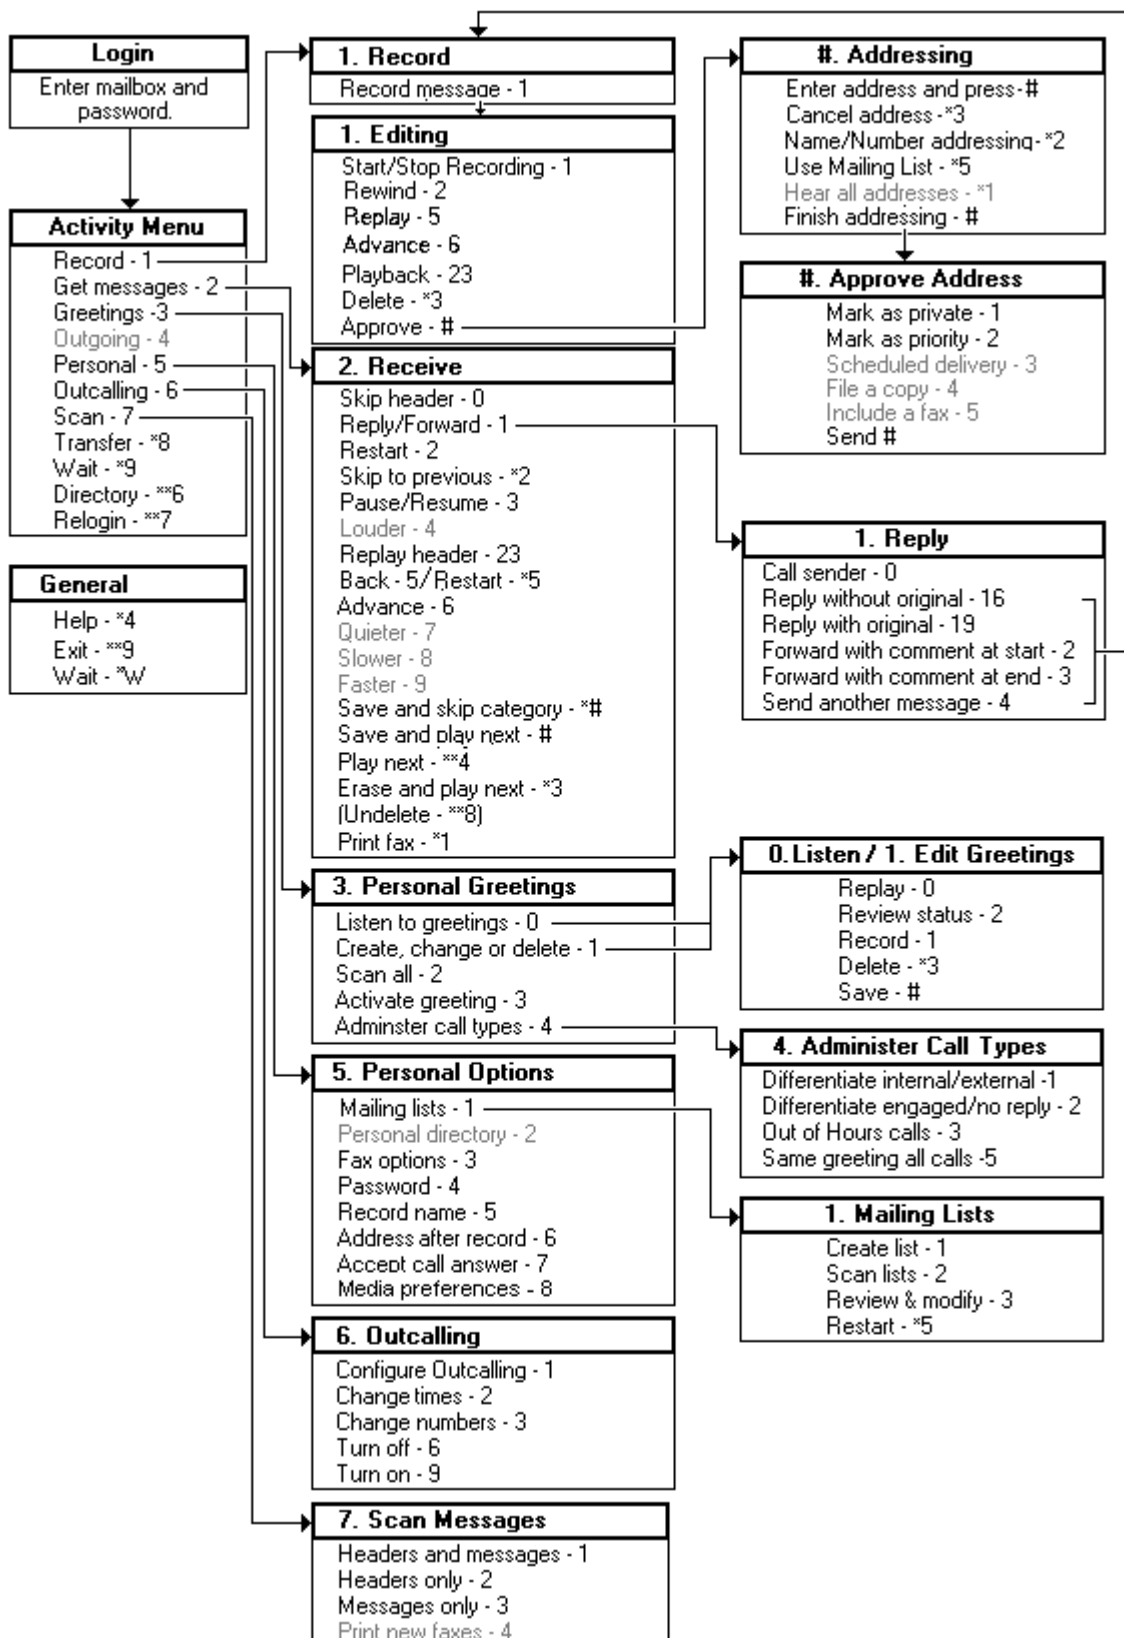 Login
Enter mailbox and
password.
Activity Menu
Record - 1
Get messages - 2
Greetings -3
Outgoing - 4
Personal - 5
Outcalling - 6
Scan - 7
Transfer - *8
Wait - *9
Directory - **6
Relogin - **7
General
Help - *4
Exit - **9
Wait - *W
1. Record
Record message - 1
1. Editing
Start/Stop Recording - 1
Rewind - 2
Replay - 5
Advance - 6
Playback - 23
Delete - *3
Approve - #
2. Receive
Skip header - 0
Reply/Forward - 1
Restart - 2
Skip to previous - *2
Pause/Resume - 3
Louder - 4
Replay header - 23
Back - 5/Restart - *5
Advance - 6
Quieter - 7
Slower - 8
Faster - 9
Save and skip category - *#
Save and play next - #
Play next - **4
Erase and play next - *3
(Undelete - **8)
Print fax - *1
3. Personal Greetings
Listen to greetings - 0
Create, change or delete - 1
Scan all - 2
Activate greeting - 3
Adminster call types - 4
5. Personal Options
Mailing lists - 1
Personal directory - 2
Fax options - 3
Password - 4
Record name - 5
Address after record - 6
Accept call answer - 7
Media preferences - 8
6. Outcalling
Configure Outcalling - 1
Change times - 2
Change numbers - 3
Turn off - 6
Turn on - 9
7. Scan Messages
Headers and messages - 1
Headers only - 2
Messages only - 3
Print new faxes - 4
#. Addressing
Enter address and press-#
Cancel address -*3
Name/Number addressing- *2
Use Mailing List - *5
Hear all addresses - *1
Finish addressing - #
#. Approve Address
Mark as private - 1
Mark as priority - 2
Scheduled delivery - 3
File a copy - 4
Include a fax - 5
Send #
1. Reply
Call sender - 0
Reply without original - 16
Reply with original - 19
Forward with comment at start - 2
Forward with comment at end - 3
Send another message - 4
0.Listen / 1. Edit Greetings
Replay - 0
Review status - 2
Record - 1
Delete - *3
Save - #
4. Administer Call Types
Differentiate internal/external -1
Differentiate engaged/no reply - 2
Out of Hours calls - 3
Same greeting all calls -5
1. Mailing Lists
Create list - 1
Scan lists - 2
Review & modify - 3
Restart - *5